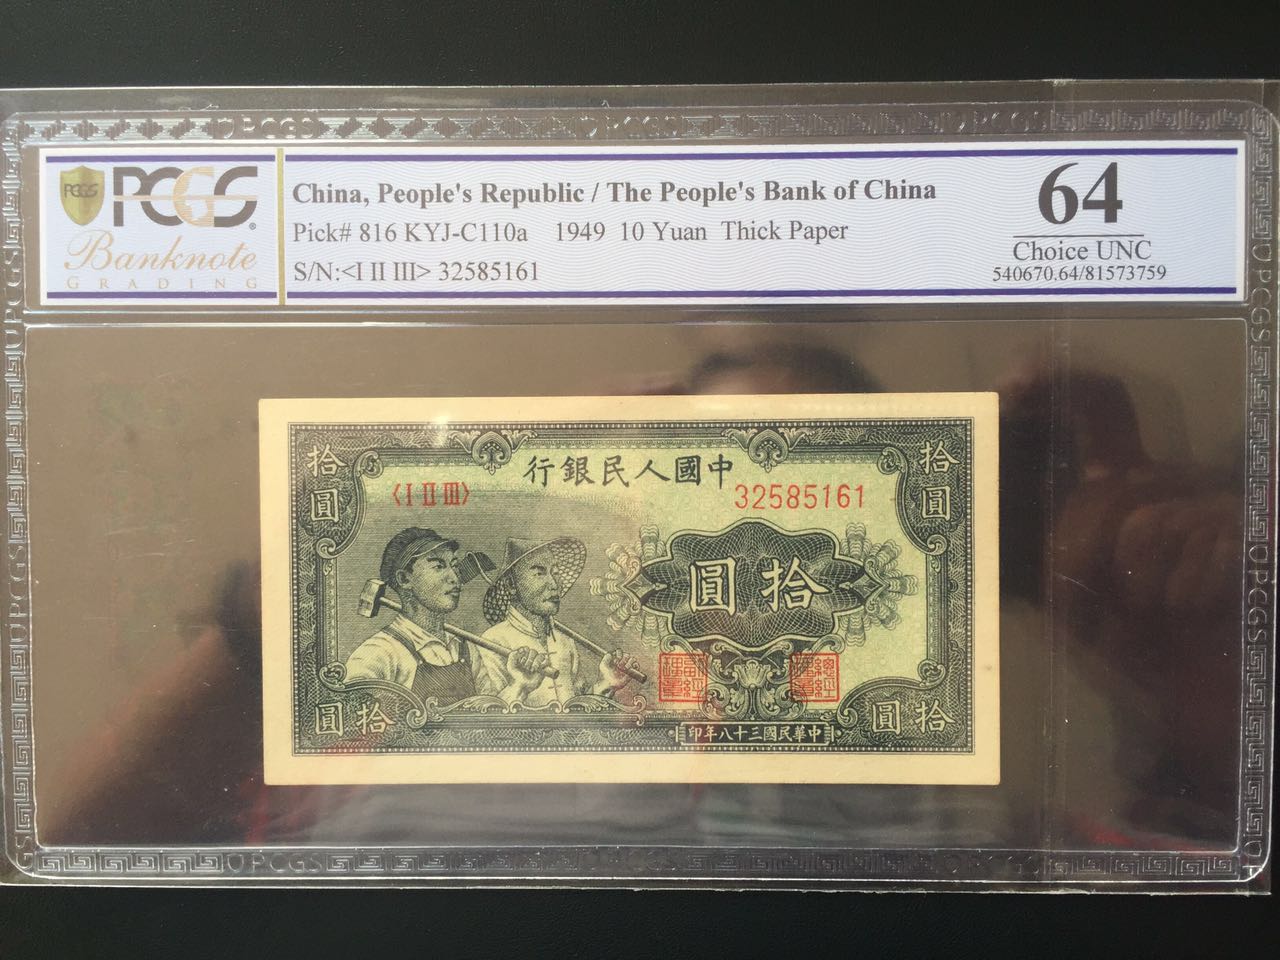 PCGS
PCGS
Banknote
GRADING
China, People's Republic / The People's Bank of China
Pick# 816 KYJ-C110a 1949 10 Yuan Thick Paper
S/N:<I II III> 32585161
64
Choice UNC
540670.64/81573759
行銀民人國中
〈I II III〉
32585161
拾圓
拾圓
圓拾
圓拾
圓拾
印年八十三國民華中